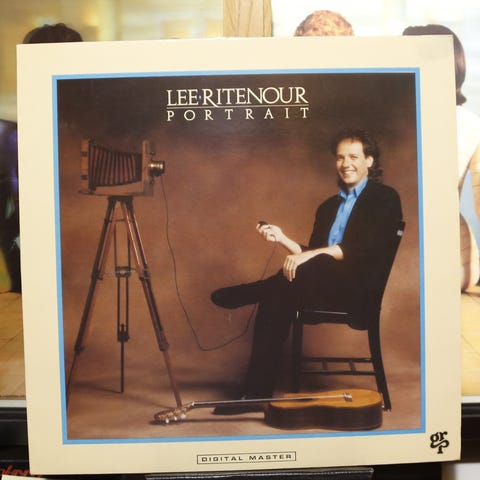 LEE RITENOUR
PORTRAIT
DIGITAL MASTER
grp